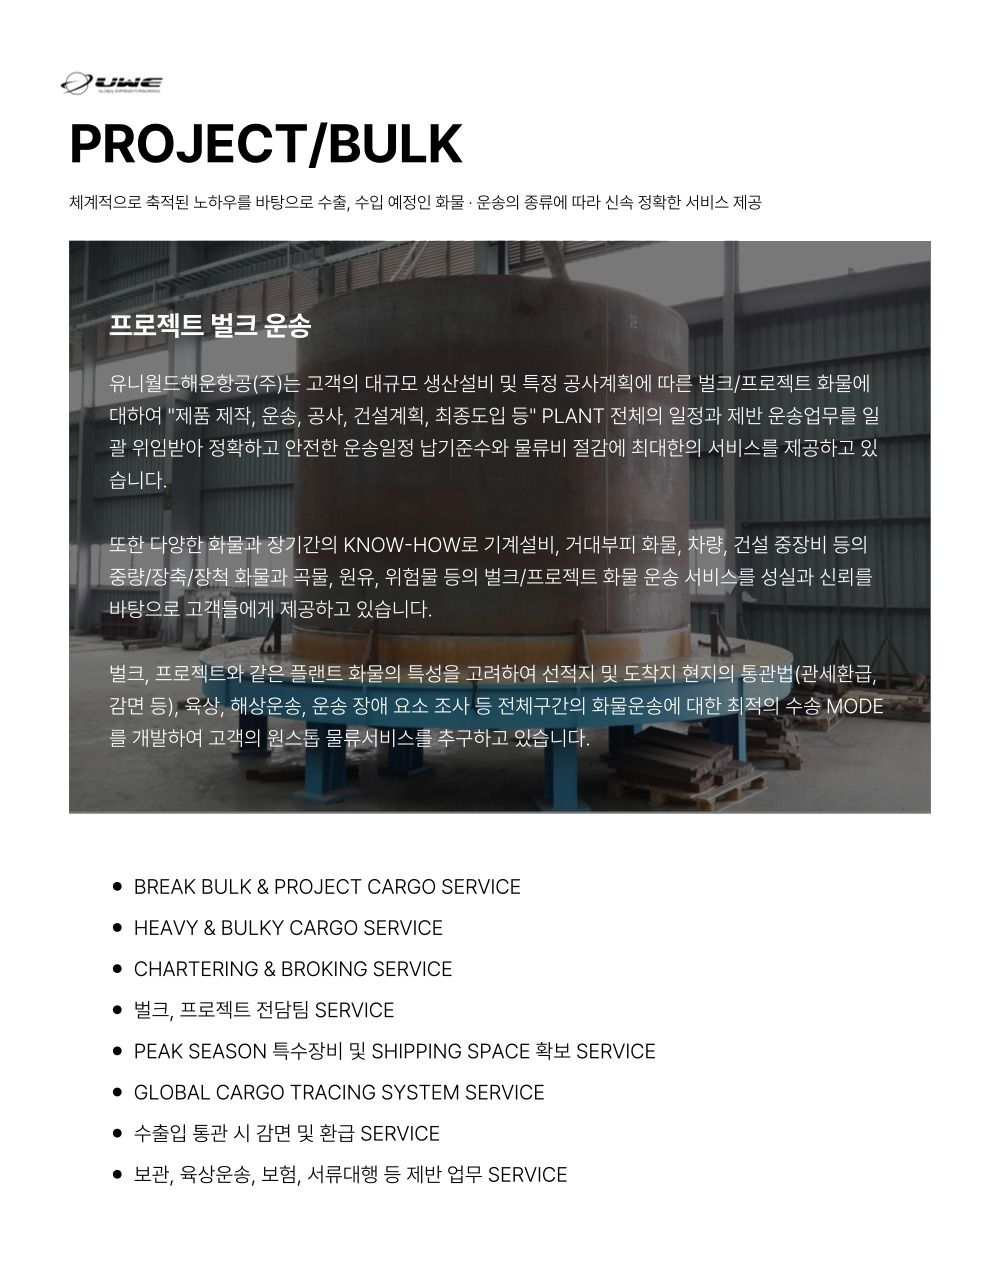 UWE
PROJECT/BULK
체계적으로 축적된 노하우를 바탕으로 수출, 수입 예정인 화물 · 운송의 종류에 따라 신속 정확한 서비스 제공
프로젝트 벌크 운송
유니월드해운항공(주)는 고객의 대규모 생산설비 및 특정 공사계획에 따른 벌크/프로젝트 화물에
대하여 "제품 제작, 운송, 공사, 건설계획, 최종도입 등" PLANT 전체의 일정과 제반 운송업무를 일
괄 위임받아 정확하고 안전한 운송일정 납기준수와 물류비 절감에 최대한의 서비스를 제공하고 있
습니다.
또한 다양한 화물과 장기간의 KNOW-HOW로 기계설비, 거대부피 화물, 차량, 건설 중장비 등의
중량/장축/장척 화물과 곡물, 원유, 위험물 등의 벌크/프로젝트 화물 운송 서비스를 성실과 신뢰를
바탕으로 고객들에게 제공하고 있습니다.
벌크, 프로젝트와 같은 플랜트 화물의 특성을 고려하여 선적지 및 도착지 현지의 통관법(관세환급,
감면 등), 육상, 해상운송, 운송 장애 요소 조사 등 전체구간의 화물운송에 대한 최적의 수송 MODE
를 개발하여 고객의 원스톱 물류서비스를 추구하고 있습니다.
● BREAK BULK & PROJECT CARGO SERVICE
● HEAVY & BULKY CARGO SERVICE
● CHARTERING & BROKING SERVICE
● 벌크, 프로젝트 전담팀 SERVICE
● PEAK SEASON 특수장비 및 SHIPPING SPACE 확보 SERVICE
● GLOBAL CARGO TRACING SYSTEM SERVICE
● 수출입 통관 시 감면 및 환급 SERVICE
● 보관, 육상운송, 보험, 서류대행 등 제반 업무 SERVICE